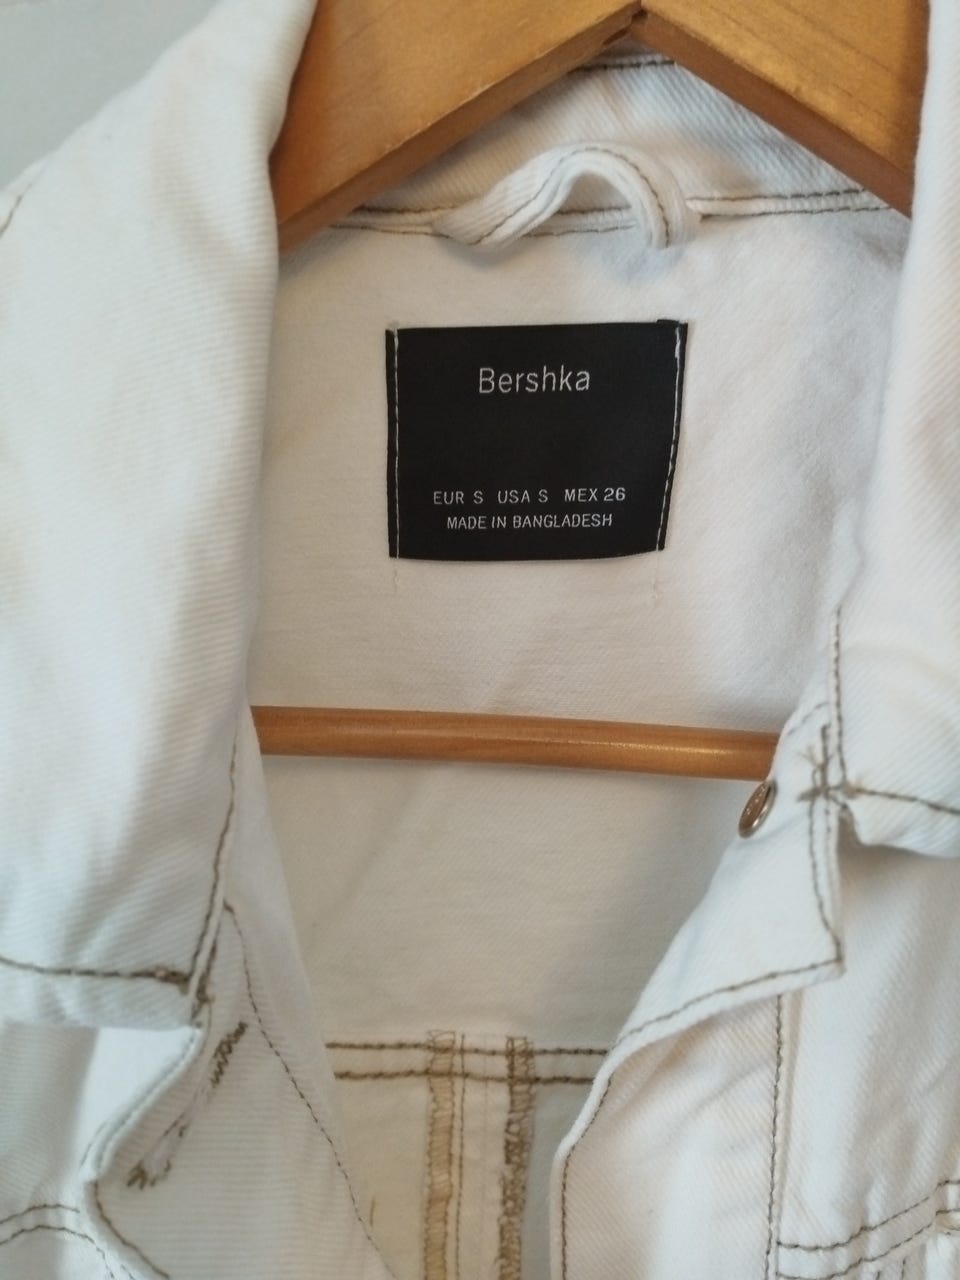 Bershka
EUR S USA S MEX 26
MADE IN BANGLADESH